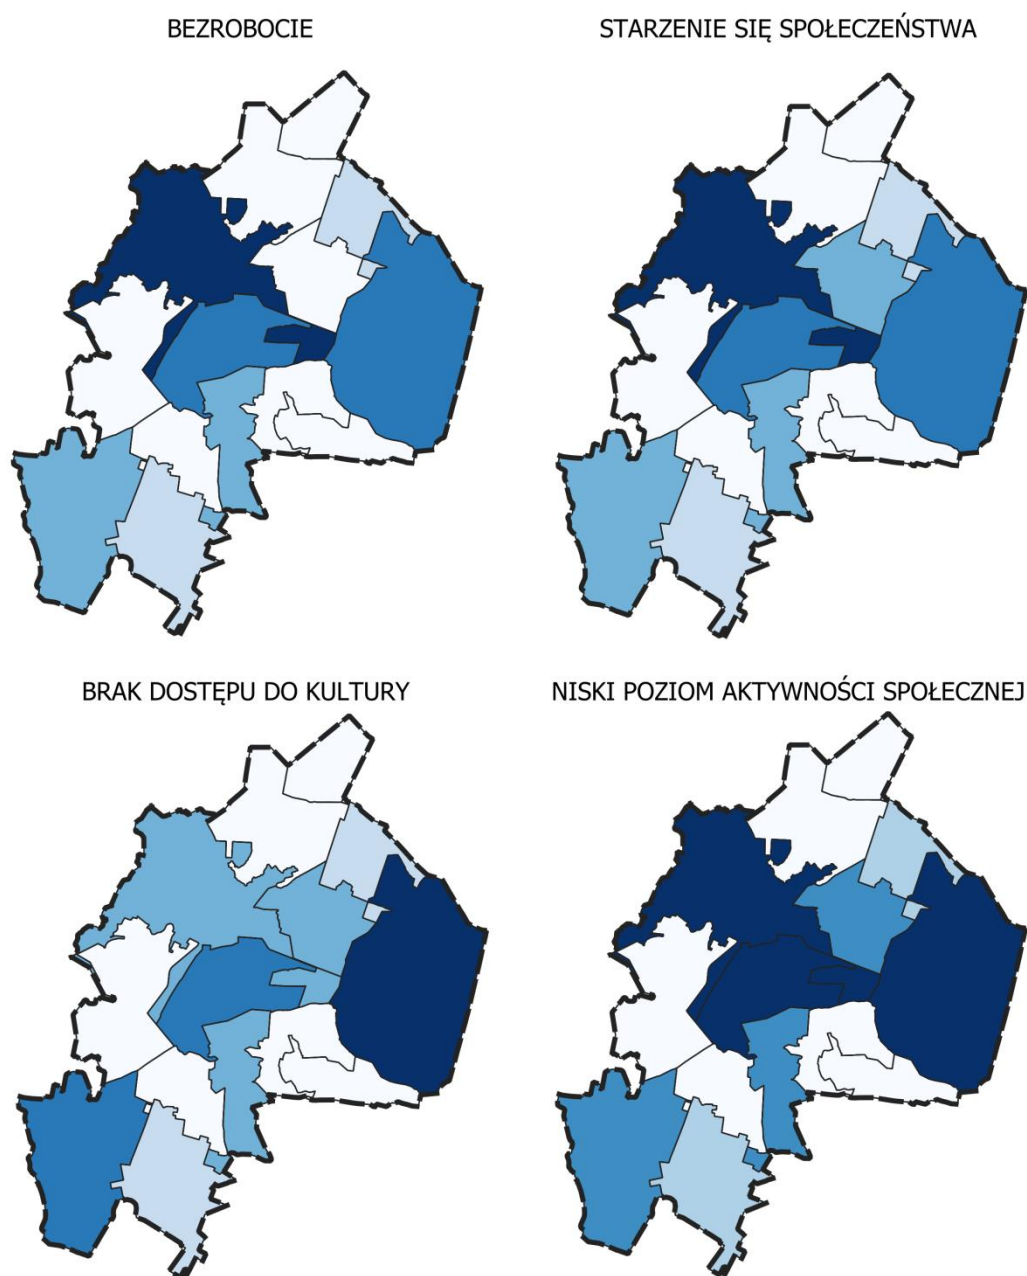 BEZROBOCIE
STARZENIE SIĘ SPOŁECZEŃSTWA
BRAK DOSTĘPU DO KULTURY
NISKI POZIOM AKTYWNOŚCI SPOŁECZNEJ